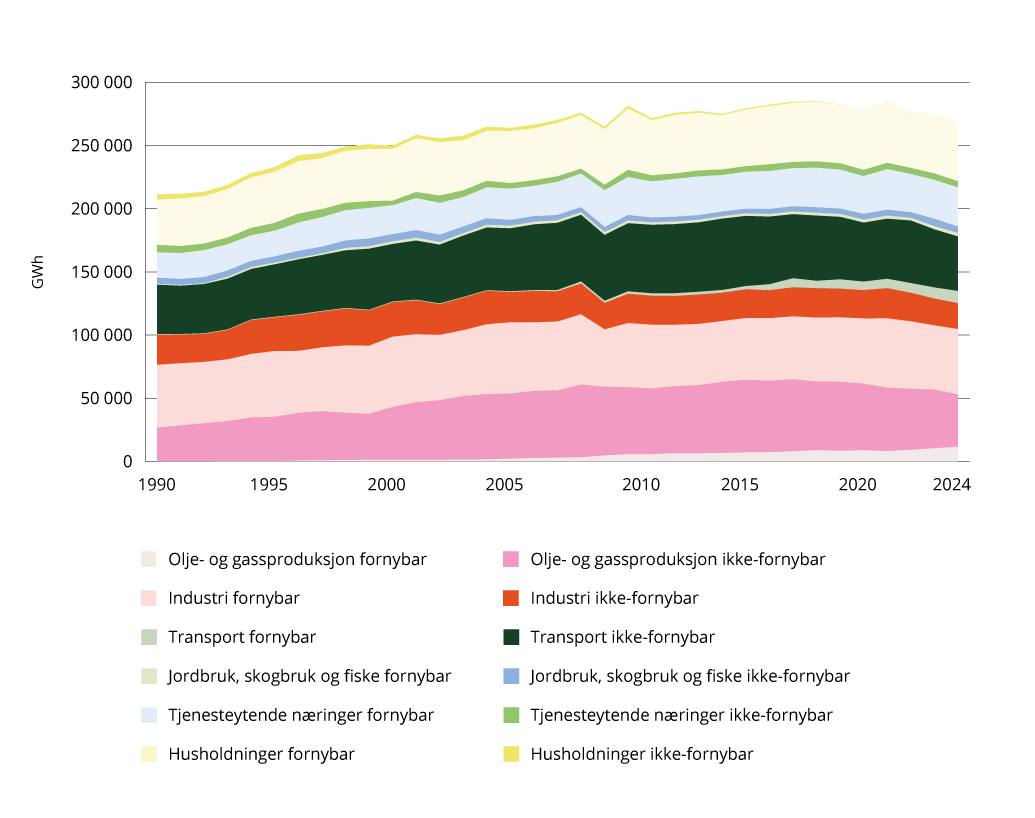 300 000
250 000
200 000
150 000
100 000
50 000
0
GWh
1990 1995 2000 2005 2010 2015 2020 2024
Olje- og gassproduksjon fornybar
Olje- og gassproduksjon ikke-fornybar
Industri fornybar
Industri ikke-fornybar
Transport fornybar
Transport ikke-fornybar
Jordbruk, skogbruk og fiske fornybar
Jordbruk, skogbruk og fiske ikke-fornybar
Tjenesteytende næringer fornybar
Tjenesteytende næringer ikke-fornybar
Husholdninger fornybar
Husholdninger ikke-fornybar